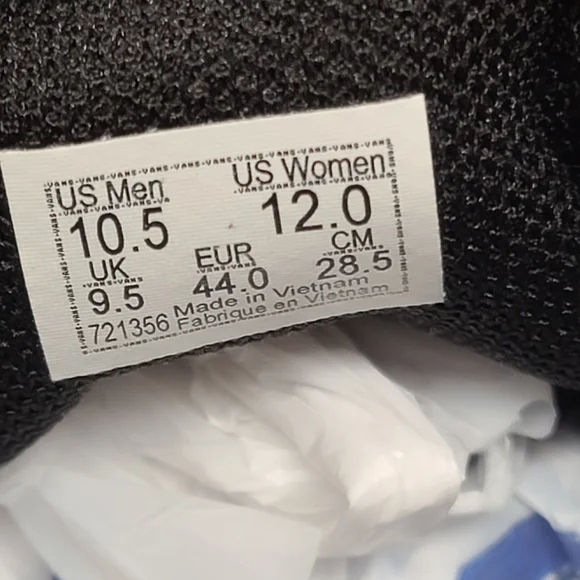 US Men US Women
10.5 12.0
UK EUR CM
9.5 44.0 28.5
721356 Made in Vietnam
Fabrique en Vietnam